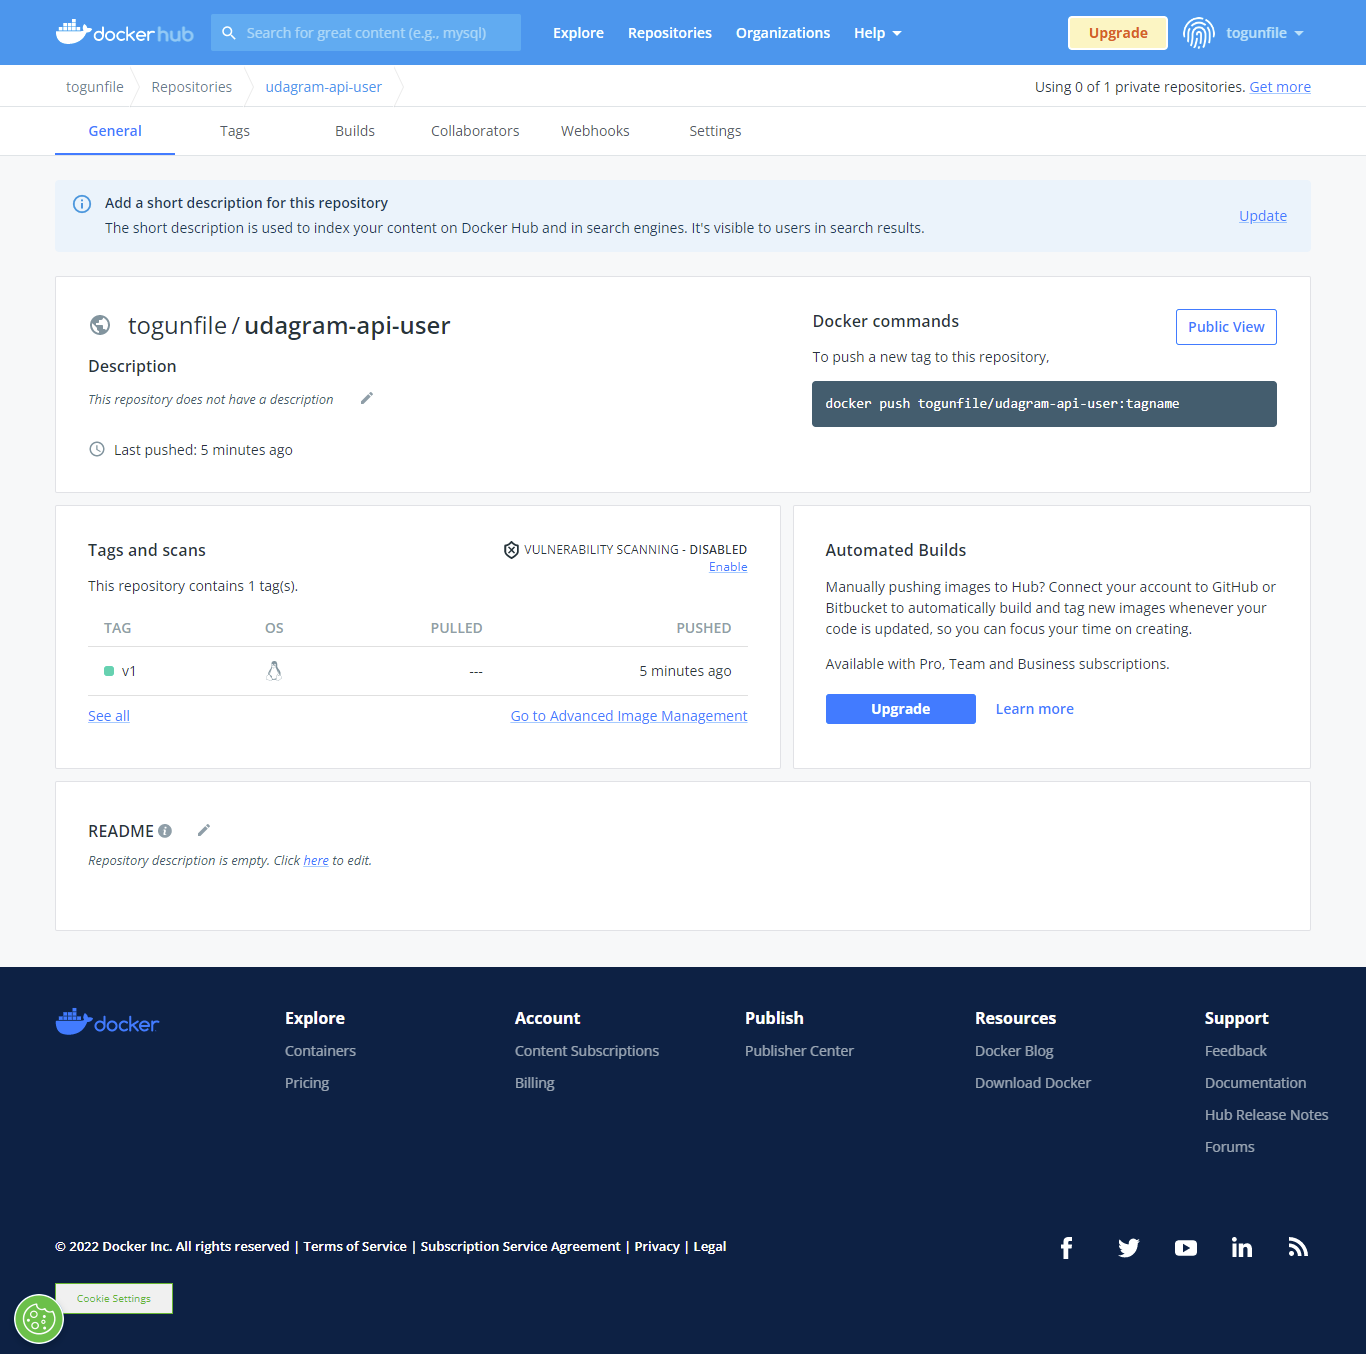 docker hub
Search for great content (e.g., mysql)
Explore
Repositories
Organizations
Help
Upgrade
togunfile
togunfile
Repositories
udagram-api-user
Using 0 of 1 private repositories. Get more
General
Tags
Builds
Collaborators
Webhooks
Settings
Add a short description for this repository
The short description is used to index your content on Docker Hub and in search engines. It's visible to users in search results.
Update
togunfile / udagram-api-user
Description
This repository does not have a description
Last pushed: 5 minutes ago
Docker commands
Public View
To push a new tag to this repository,
docker push togunfile/udagram-api-user:tagname
Tags and scans
VULNERABILITY SCANNING - DISABLED
Enable
This repository contains 1 tag(s).
TAG OS PULLED PUSHED
v1 --- 5 minutes ago
See all
Go to Advanced Image Management
Automated Builds
Manually pushing images to Hub? Connect your account to GitHub or
Bitbucket to automatically build and tag new images whenever your
code is updated, so you can focus your time on creating.
Available with Pro, Team and Business subscriptions.
Upgrade
Learn more
README
Repository description is empty. Click here to edit.
docker
Explore
Containers
Pricing
Account
Content Subscriptions
Billing
Publish
Publisher Center
Resources
Docker Blog
Download Docker
Support
Feedback
Documentation
Hub Release Notes
Forums
© 2022 Docker Inc. All rights reserved | Terms of Service | Subscription Service Agreement | Privacy | Legal
Cookie Settings